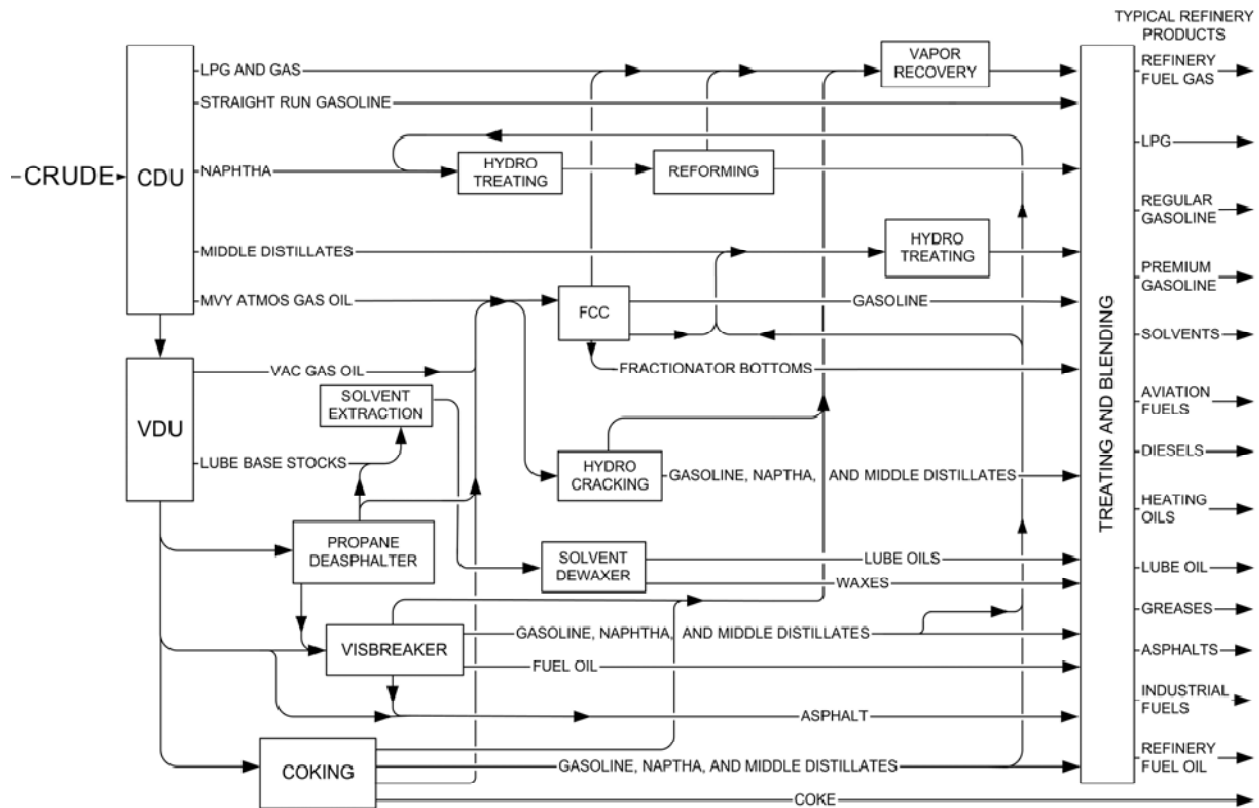 TYPICAL REFINERY
PRODUCTS
LPG AND GAS
VAPOR
RECOVERY
REFINERY
FUEL GAS
STRAIGHT RUN GASOLINE
CRUDE
CDU
NAPHTHA
HYDRO
TREATING
REFORMING
LPG
REGULAR
GASOLINE
MIDDLE DISTILLATES
HYDRO
TREATING
PREMIUM
GASOLINE
MVY ATMOS GAS OIL
FCC
GASOLINE
SOLVENTS
VDU
VAC GAS OIL
FRACTIONATOR BOTTOMS
SOLVENT
EXTRACTION
AVIATION
FUELS
TREATING AND BLENDING
LUBE BASE STOCKS
HYDRO
CRACKING
GASOLINE, NAPTHA, AND MIDDLE DISTILLATES
DIESELS
HEATING
OILS
PROPANE
DEASPHALTER
SOLVENT
DEWAXER
LUBE OILS
WAXES
LUBE OIL
GREASES
VISBREAKER
GASOLINE, NAPHTHA, AND MIDDLE DISTILLATES
FUEL OIL
ASPHALTS
ASPHALT
INDUSTRIAL
FUELS
COKING
GASOLINE, NAPTHA, AND MIDDLE DISTILLATES
REFINERY
FUEL OIL
COKE